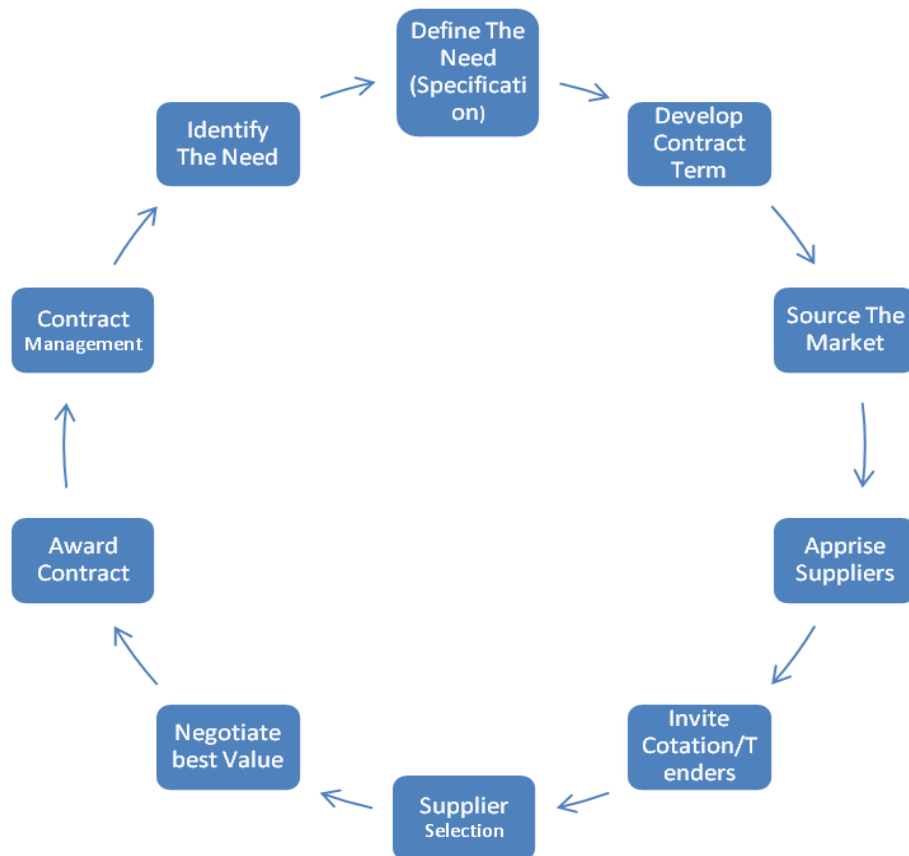 Define The
Need
(Specificati
on)
Develop
Contract
Term
Source The
Market
Apprise
Suppliers
Invite
Cotation/T
enders
Supplier
Selection
Negotiate
best Value
Award
Contract
Contract
Management
Identify
The Need